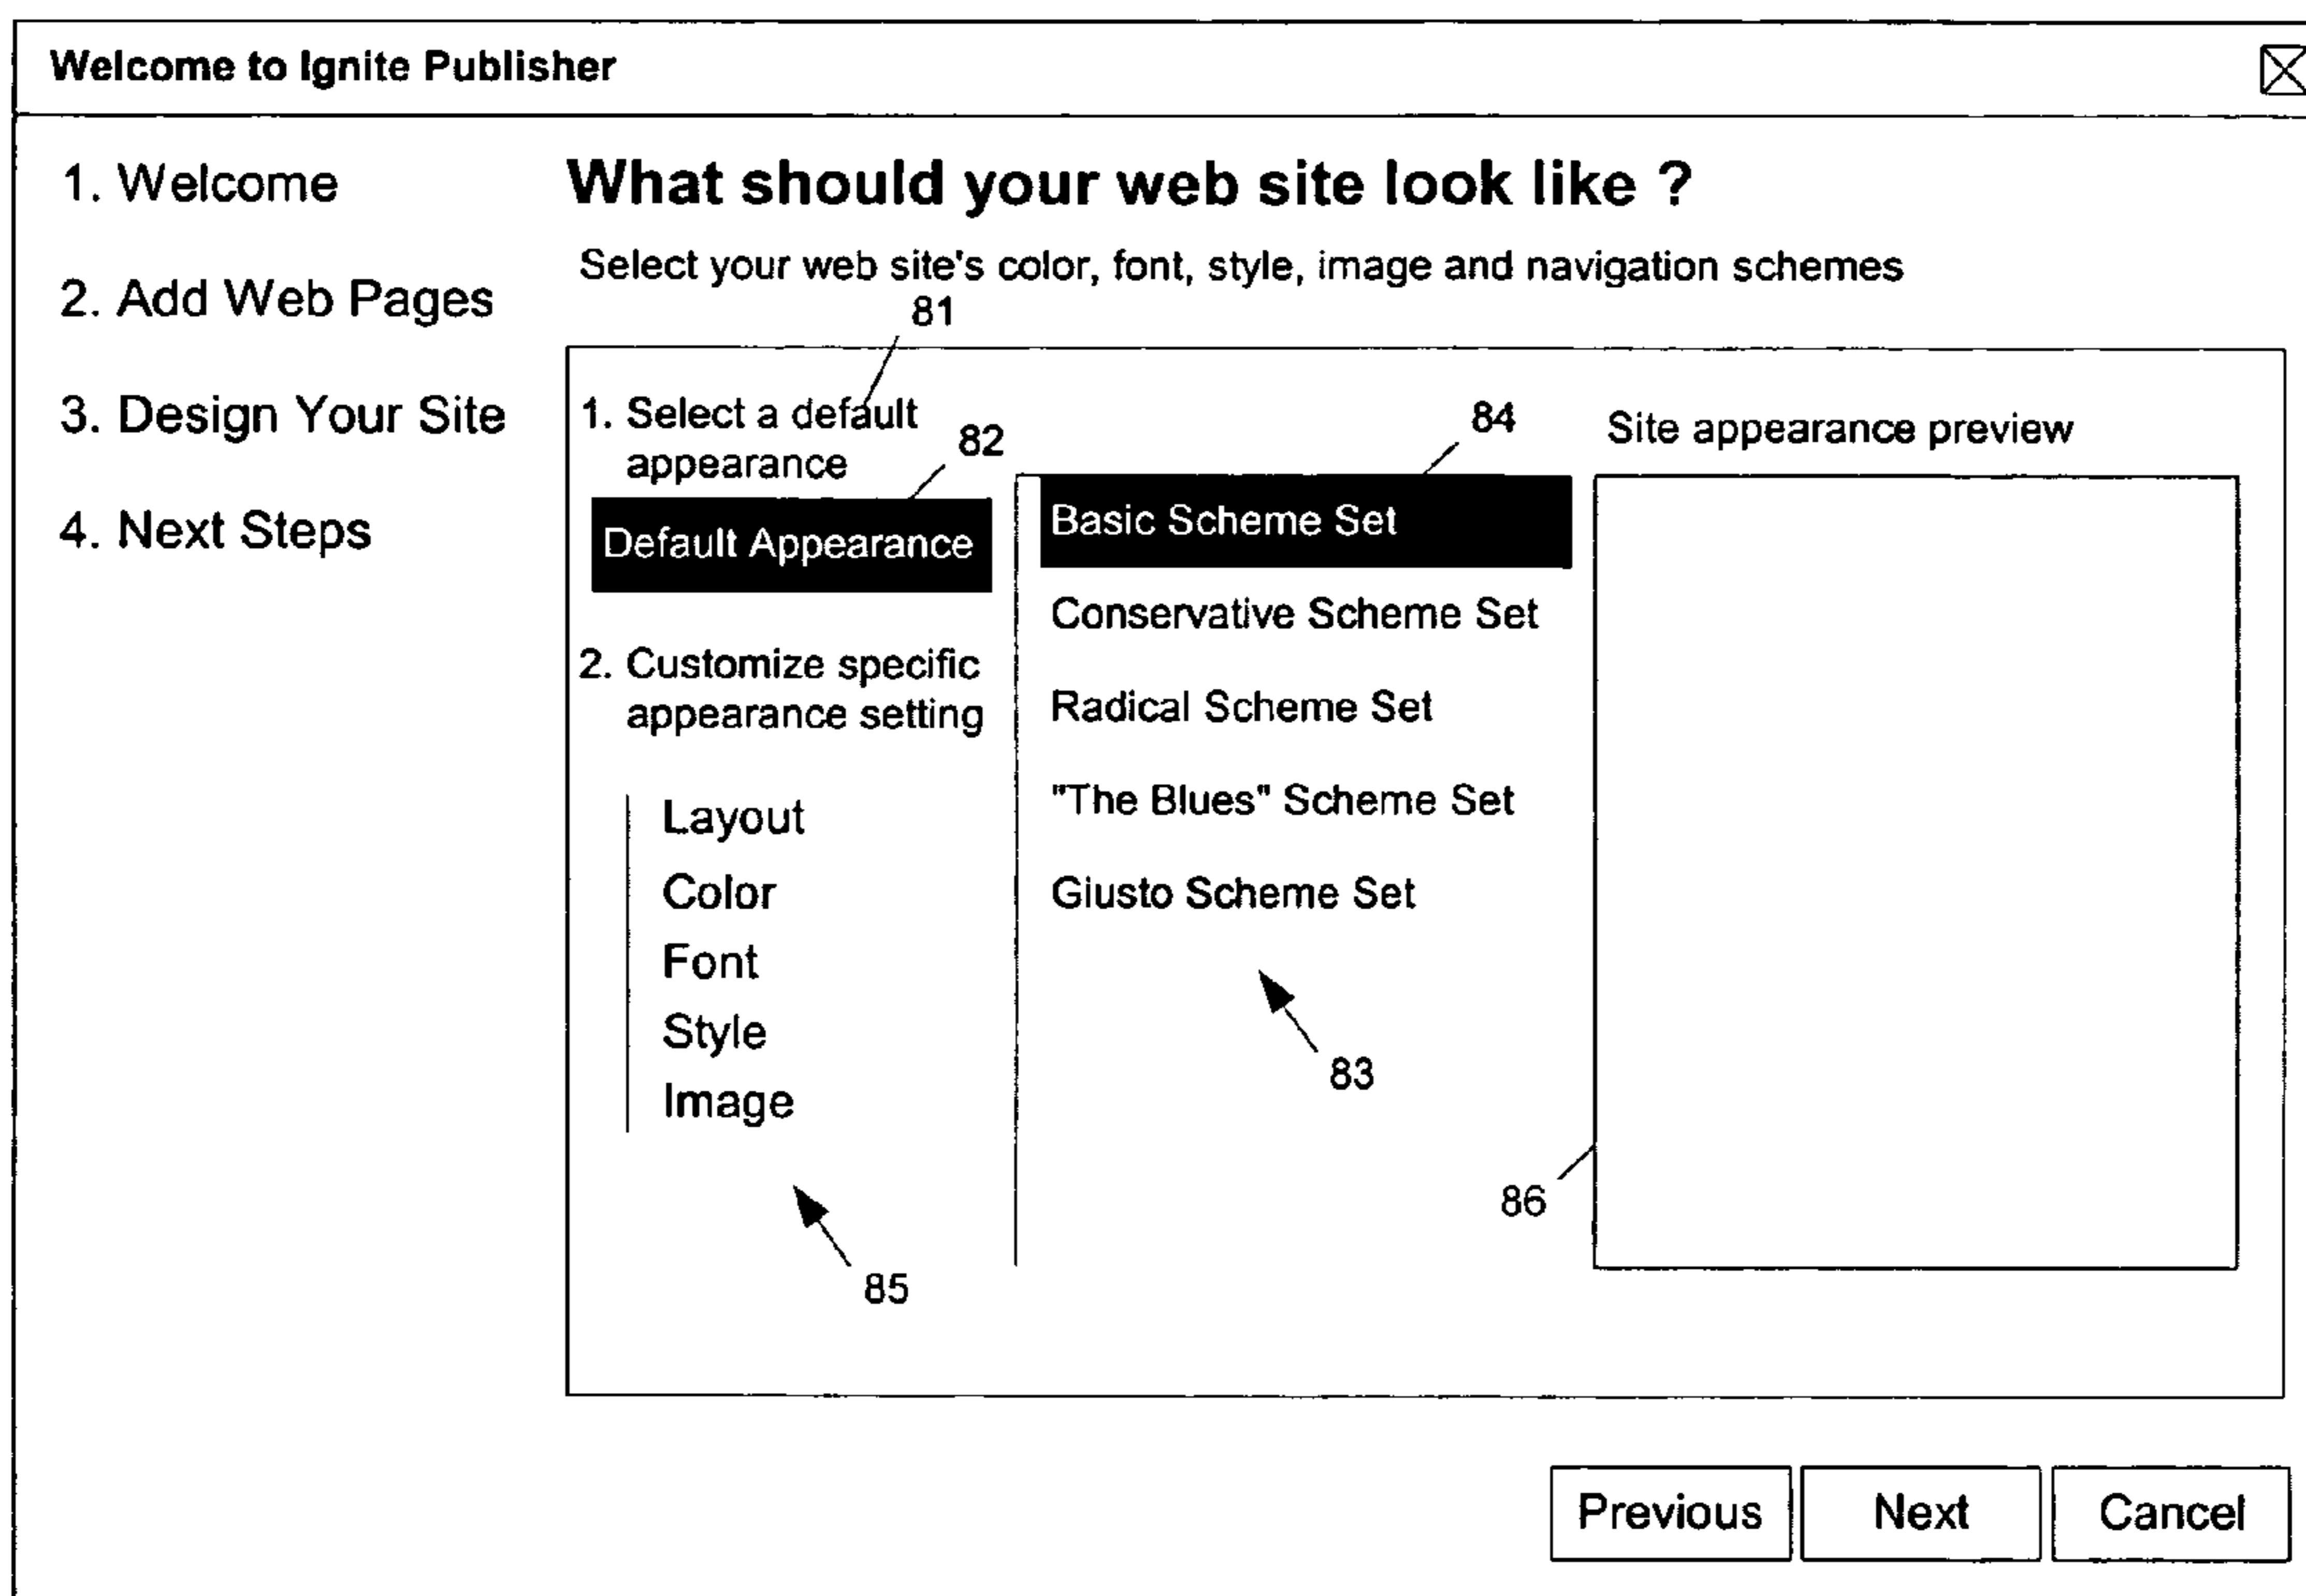 Welcome to Ignite Publisher
1. Welcome
2. Add Web Pages
3. Design Your Site
4. Next Steps
What should your web site look like ?
Select your web site's color, font, style, image and navigation schemes
81
1. Select a default
appearance
82
Default Appearance
2. Customize specific
appearance setting
Layout
Color
Font
Style
Image
85
84
Basic Scheme Set
Conservative Scheme Set
Radical Scheme Set
"The Blues" Scheme Set
Giusto Scheme Set
83
Site appearance preview
86
Previous
Next
Cancel